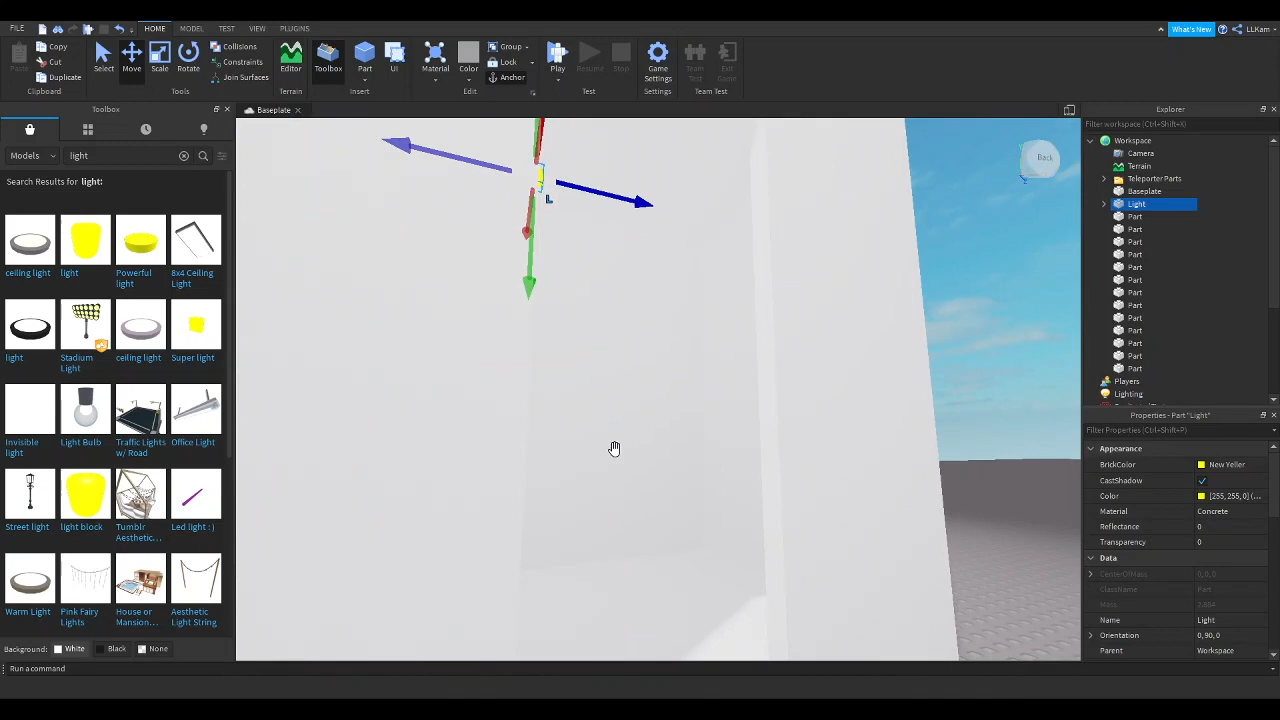 FILE HOME MODEL TEST VIEW PLUGINS What's New LLKam
Paste Copy Cut Duplicate Clipboard
Select Move Scale Rotate Collisions Constraints Join Surfaces Tools
Editor Terrain
Toolbox Part UI Insert
Material Color Group Lock Anchor Edit
Play Resume Stop Test
Game Settings Settings
Team Test Exit Game Team Test
Toolbox
Baseplate
Models light
Search Results for light:
ceiling light light Powerful light 8x4 Ceiling Light
light Stadium Light ceiling light Super light
Invisible light Light Bulb Traffic Lights w/ Road Office Light
Street light light block Tumblr Aesthetic... Led light :)
Warm Light Pink Fairy Lights House or Mansion... Aesthetic Light String
Background: White Black None
Run a command
Back
L
Explorer
Filter workspace (Ctrl+Shift+X)
Workspace
Camera
Terrain
Teleporter Parts
Baseplate
Light
Part
Part
Part
Part
Part
Part
Part
Part
Part
Part
Part
Part
Part
Players
Lighting
Properties - Part "Light"
Filter Properties (Ctrl+Shift+P)
Appearance
BrickColor New Yeller
CastShadow
Color [255, 255, 0] (...
Material Concrete
Reflectance 0
Transparency 0
Data
CenterOfMass 0, 0, 0
ClassName Part
Mass
Name Light
Orientation 0, 90, 0
Parent Workspace